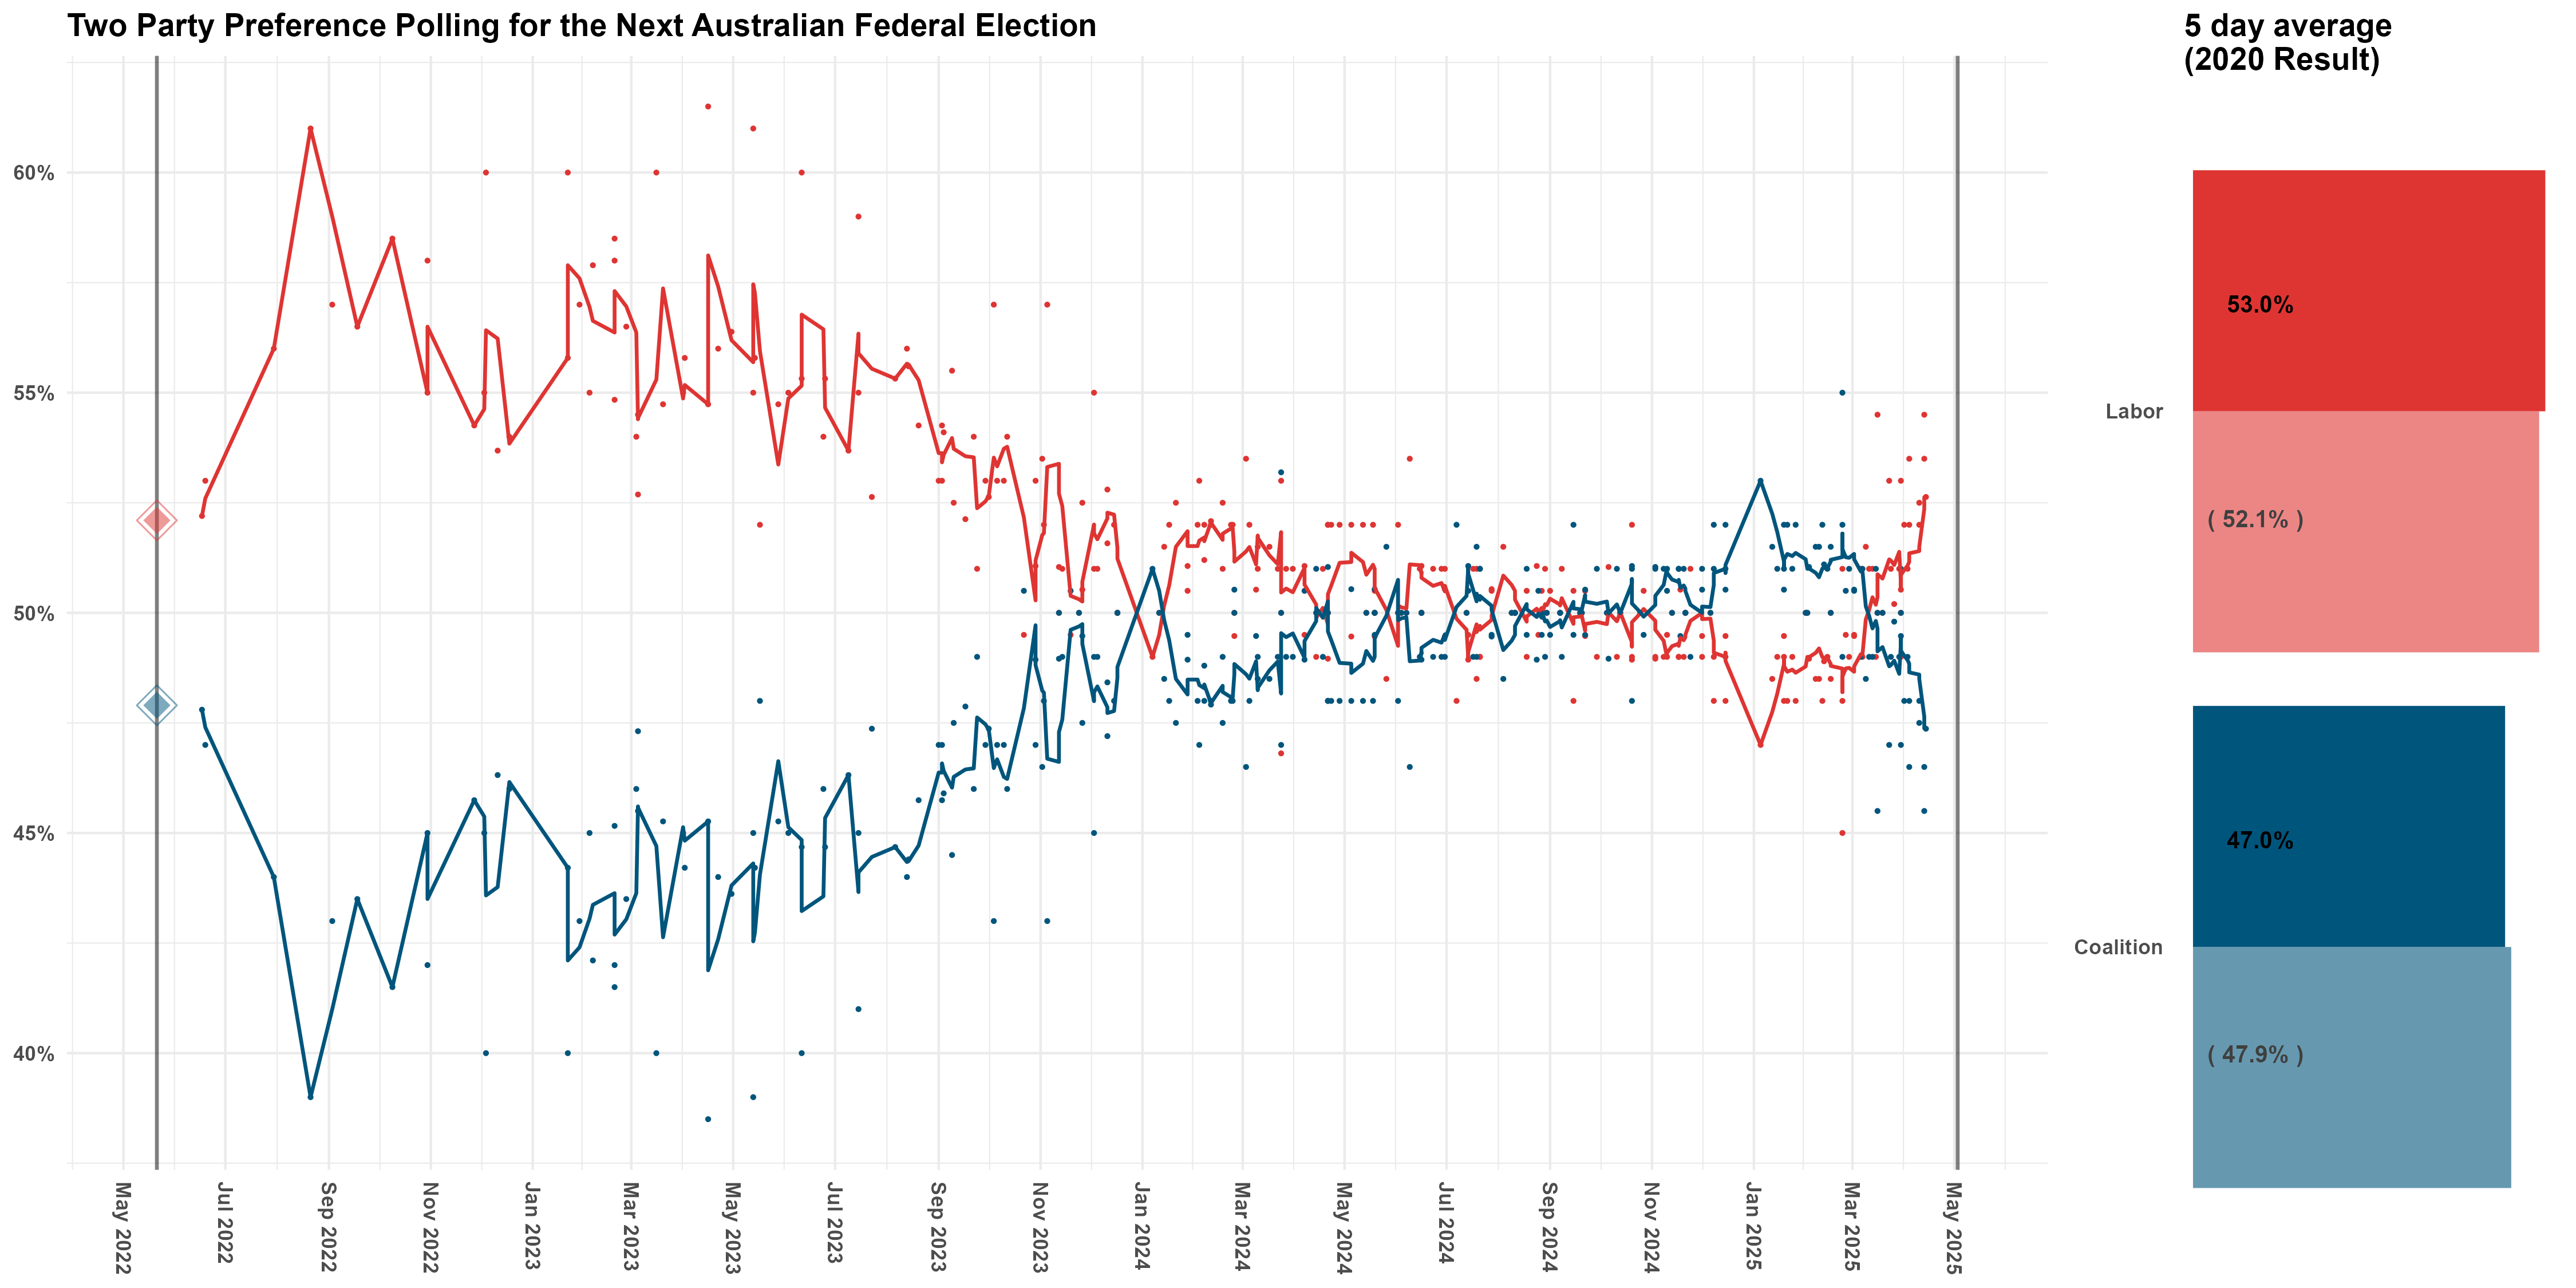 Two Party Preference Polling for the Next Australian Federal Election
5 day average
(2020 Result)
60%
55%
50%
45%
40%
May 2022
Jul 2022
Sep 2022
Nov 2022
Jan 2023
Mar 2023
May 2023
Jul 2023
Sep 2023
Nov 2023
Jan 2024
Mar 2024
May 2024
Jul 2024
Sep 2024
Nov 2024
Jan 2025
Mar 2025
May 2025
Labor
53.0%
( 52.1% )
Coalition
47.0%
( 47.9% )